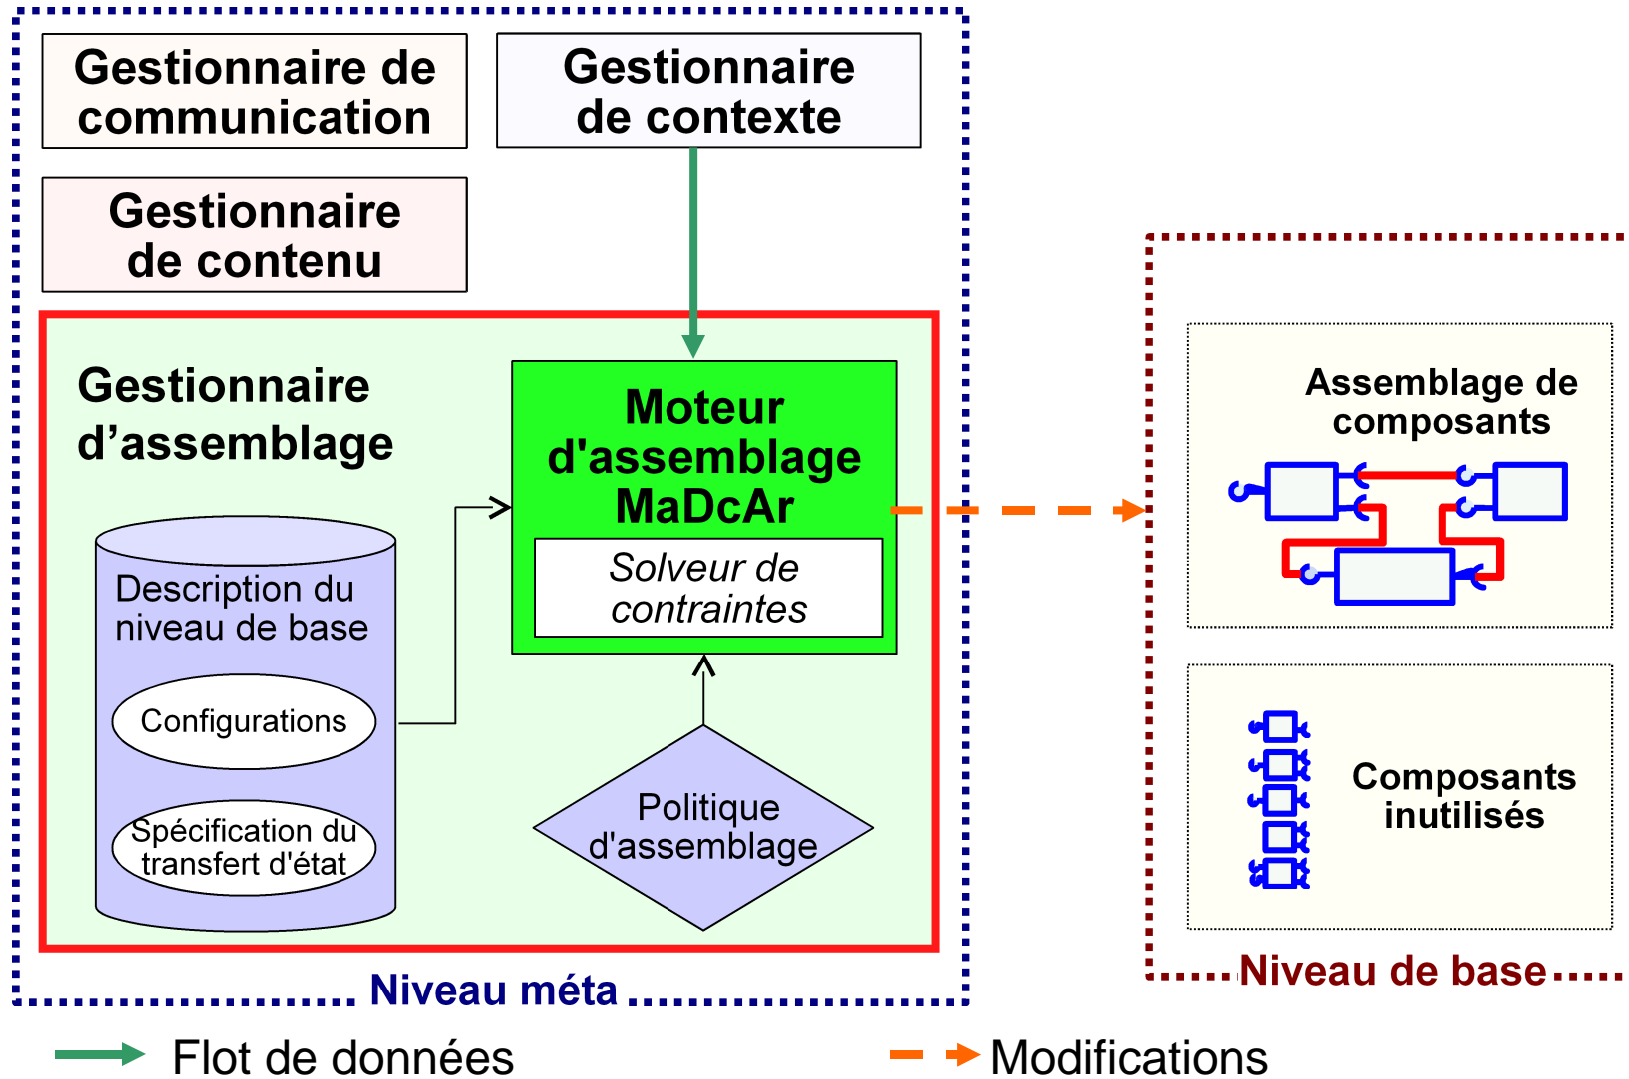 Gestionnaire de
communication
Gestionnaire
de contexte
Gestionnaire
de contenu
Gestionnaire
d’assemblage
Moteur
d'assemblage
MaDcAr
Solveur de
contraintes
Description du
niveau de base
Configurations
Spécification du
transfert d'état
Politique
d'assemblage
Niveau méta
Assemblage de
composants
Composants
inutilisés
Niveau de base
Flot de données
Modifications